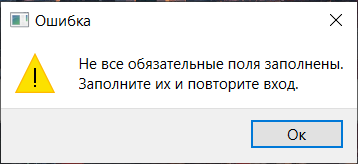 Ошибка
Не все обязательные поля заполнены.
Заполните их и повторите вход.
Ок